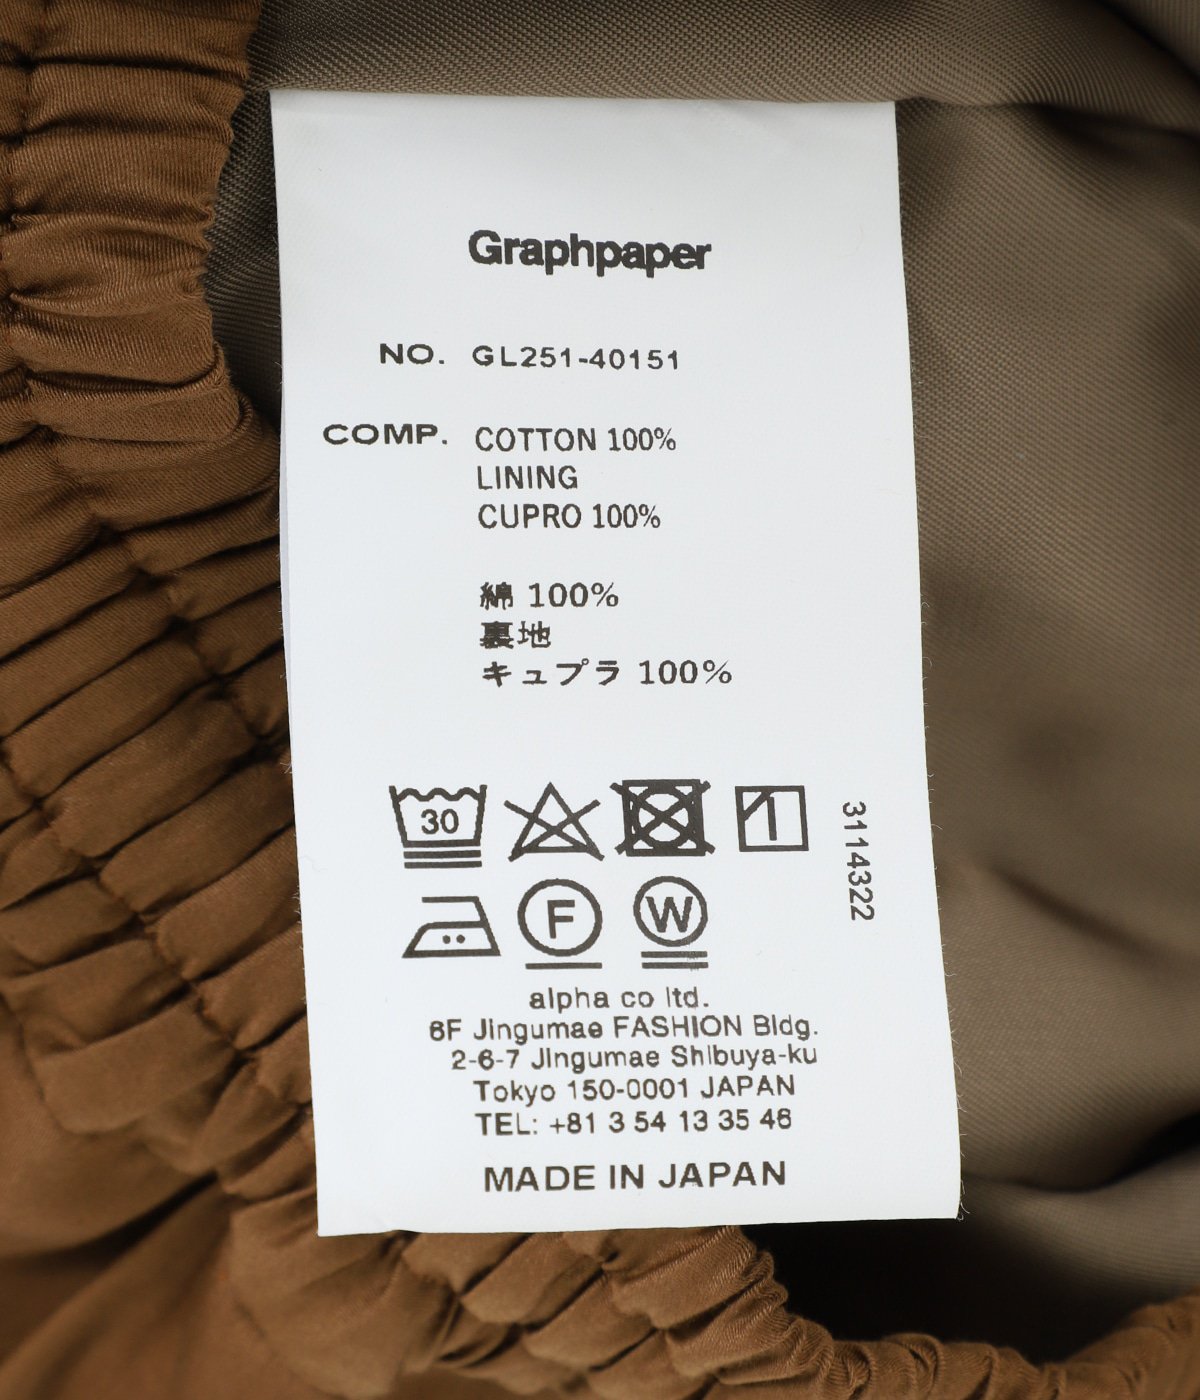 Graphpaper
NO. GL251-40151
COMP. COTTON 100%
LINING
CUPRO 100%
綿 100%
裏地
キュプラ 100%
30
3114322
F
W
alpha co ltd.
6F Jingumae FASHION Bldg.
2-6-7 Jingumae Shibuya-ku
Tokyo 150-0001 JAPAN
TEL: +81 3 54 13 35 46
MADE IN JAPAN